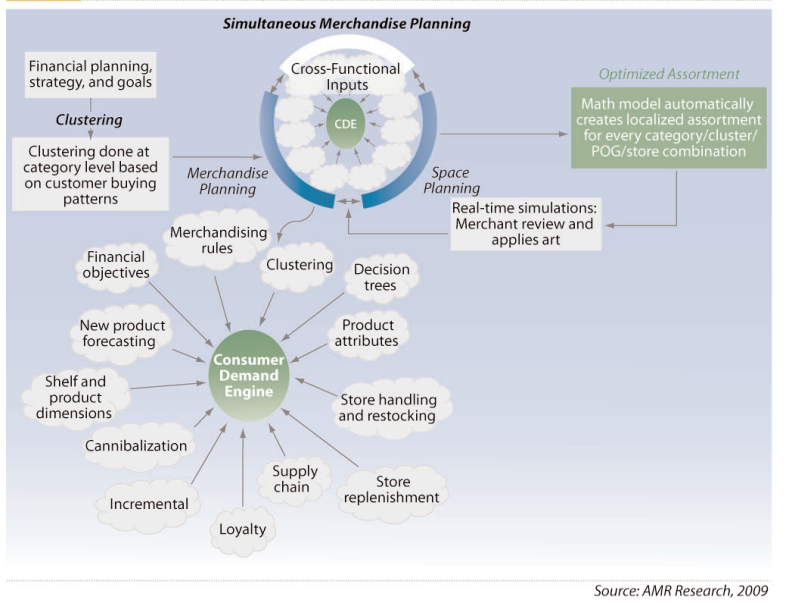 Simultaneous Merchandise Planning
Financial planning,
strategy, and goals
Clustering
Clustering done at
category level based
on customer buying
patterns
Cross-Functional
Inputs
CDE
Merchandise
Planning
Space
Planning
Optimized Assortment
Math model automatically
creates localized assortment
for every category/cluster/
POG/store combination
Real-time simulations:
Merchant review and
applies art
Merchandising
rules
Financial
objectives
Clustering
Decision
trees
New product
forecasting
Product
attributes
Consumer
Demand
Engine
Shelf and
product
dimensions
Store handling
and restocking
Cannibalization
Supply
chain
Store
replenishment
Incremental
Loyalty
Source: AMR Research, 2009